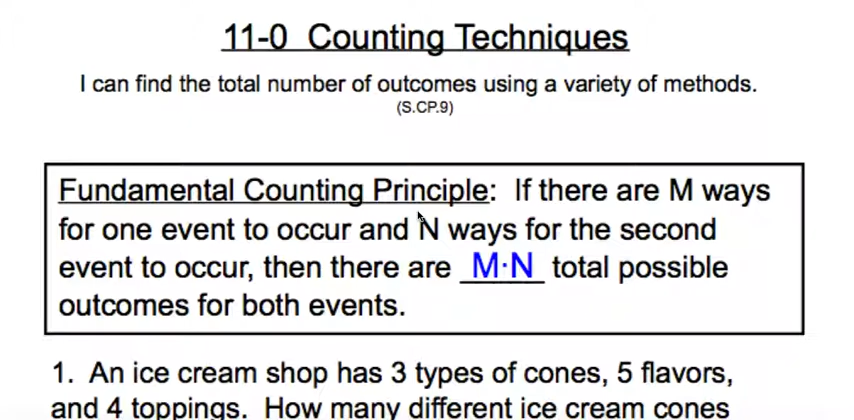 11-0 Counting Techniques
I can find the total number of outcomes using a variety of methods.
(S.CP.9)
Fundamental Counting Principle: If there are M ways
for one event to occur and N ways for the second
event to occur, then there are M·N total possible
outcomes for both events.
1. An ice cream shop has 3 types of cones, 5 flavors,
and 4 toppings. How many different ice cream cones